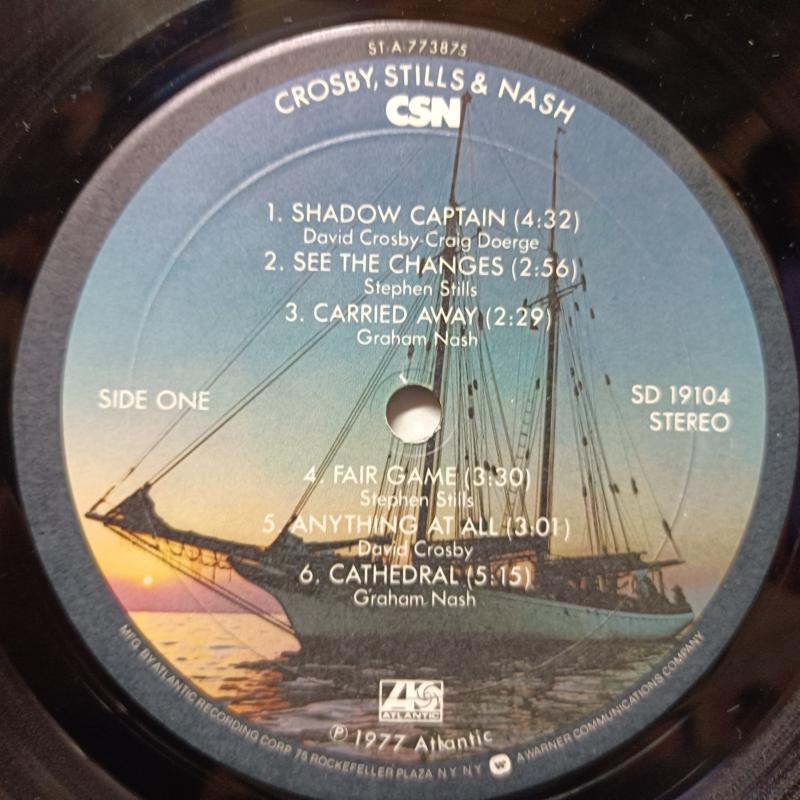 ST-A-773875
CROSBY, STILLS & NASH
CSN
1. SHADOW CAPTAIN (4:32)
David Crosby-Craig Doerge
2. SEE THE CHANGES (2:56)
Stephen Stills
3. CARRIED AWAY (2:29)
Graham Nash
SIDE ONE
SD 19104
STEREO
4. FAIR GAME (3:30)
Stephen Stills
5. ANYTHING AT ALL (3:01)
David Crosby
6. CATHEDRAL (5:15)
Graham Nash
ATLANTIC
℗ 1977 Atlantic
MFG. BY ATLANTIC RECORDING CORP. 75 ROCKEFELLER PLAZA N.Y. N.Y. W A WARNER COMMUNICATIONS COMPANY